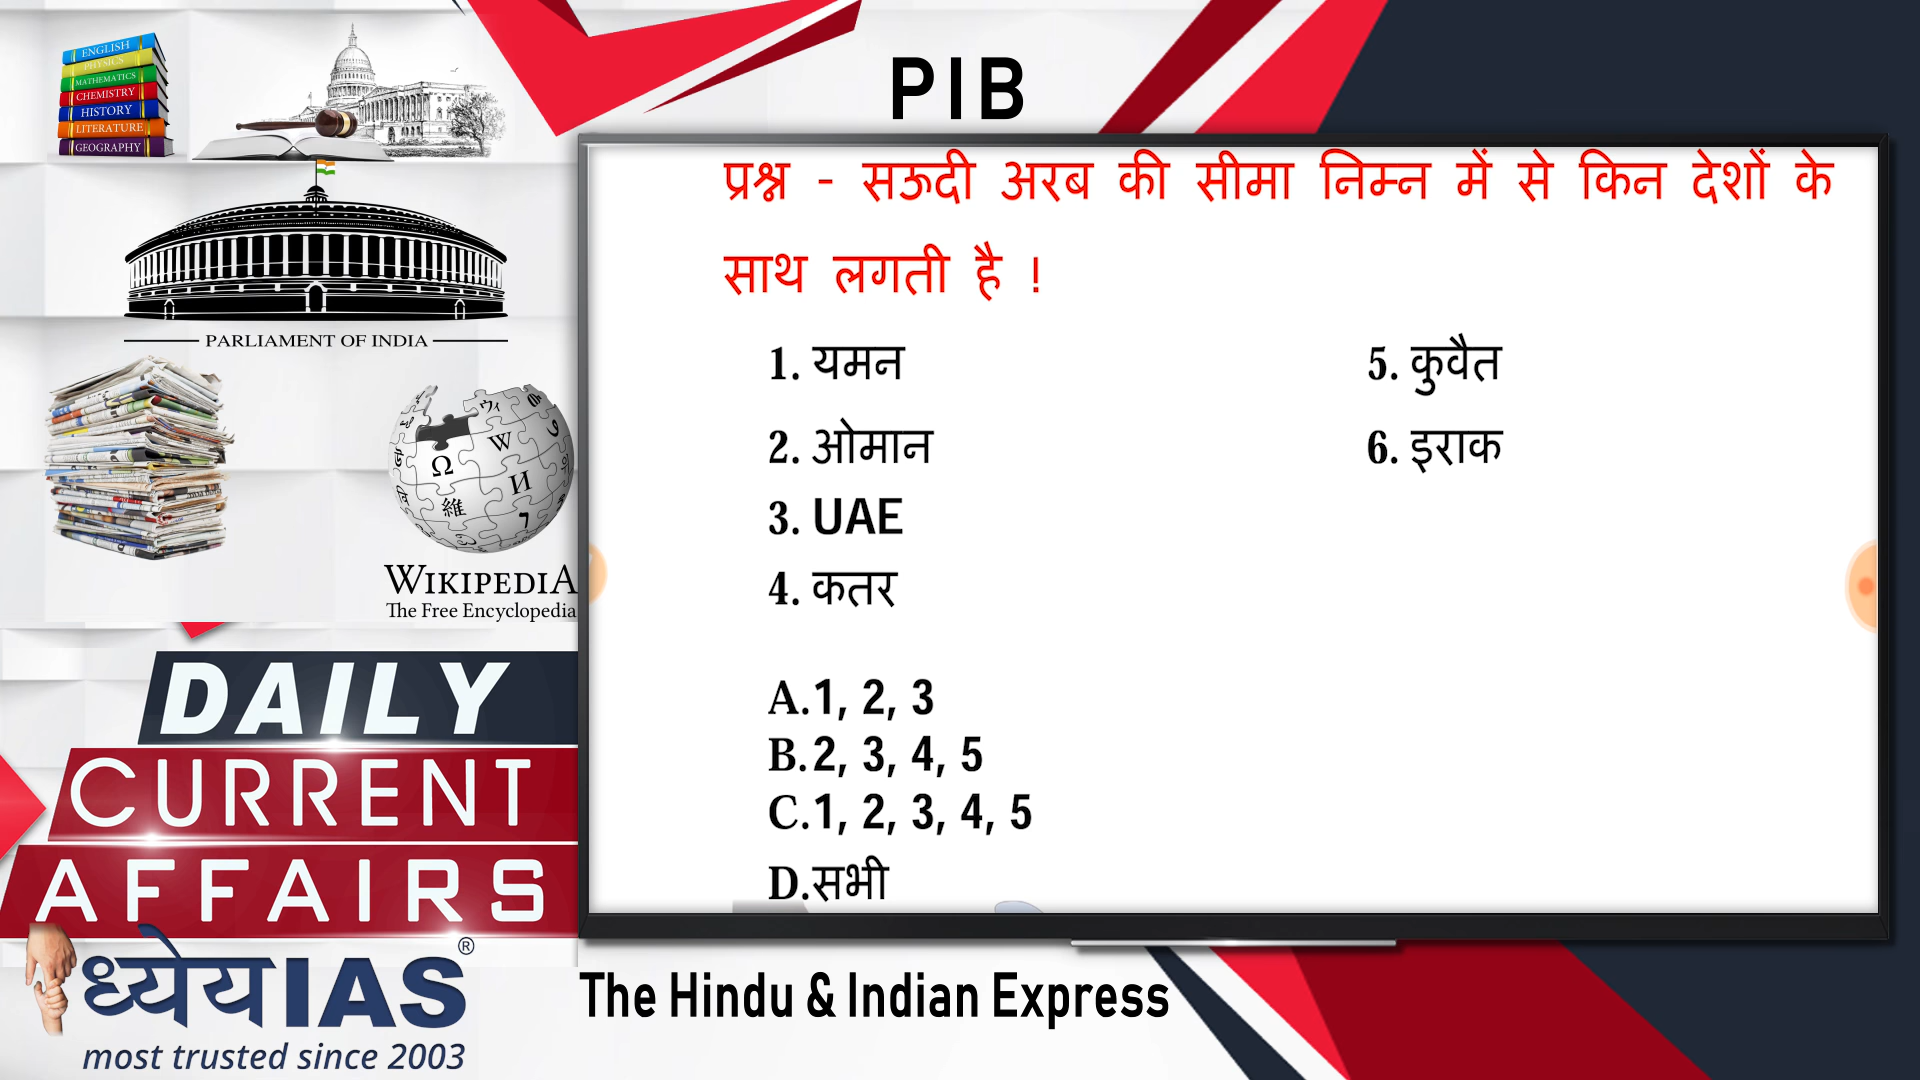 ENGLISH
PHYSICS
MATHEMATICS
CHEMISTRY
HISTORY
LITERATURE
GEOGRAPHY
PARLIAMENT OF INDIA
WIKIPEDIA
The Free Encyclopedia
DAILY
CURRENT
AFFAIRS
ध्येयIAS®
most trusted since 2003
PIB
प्रश्न - सऊदी अरब की सीमा निम्न में से किन देशों के
साथ लगती है !
1. यमन
2. ओमान
3. UAE
4. कतर
5. कुवैत
6. इराक
A.1, 2, 3
B.2, 3, 4, 5
C.1, 2, 3, 4, 5
D.सभी
The Hindu & Indian Express